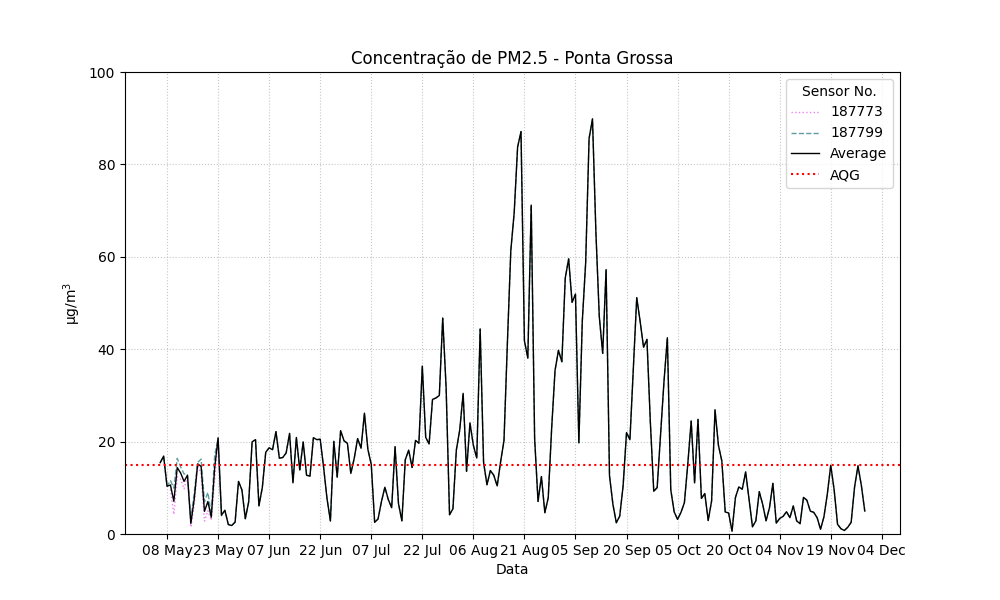 Concentração de PM2.5 - Ponta Grossa
100
80
60
40
20
0
µg/m³
Sensor No.
187773
187799
Average
AQG
08 May 23 May 07 Jun 22 Jun 07 Jul 22 Jul 06 Aug 21 Aug 05 Sep 20 Sep 05 Oct 20 Oct 04 Nov 19 Nov 04 Dec
Data